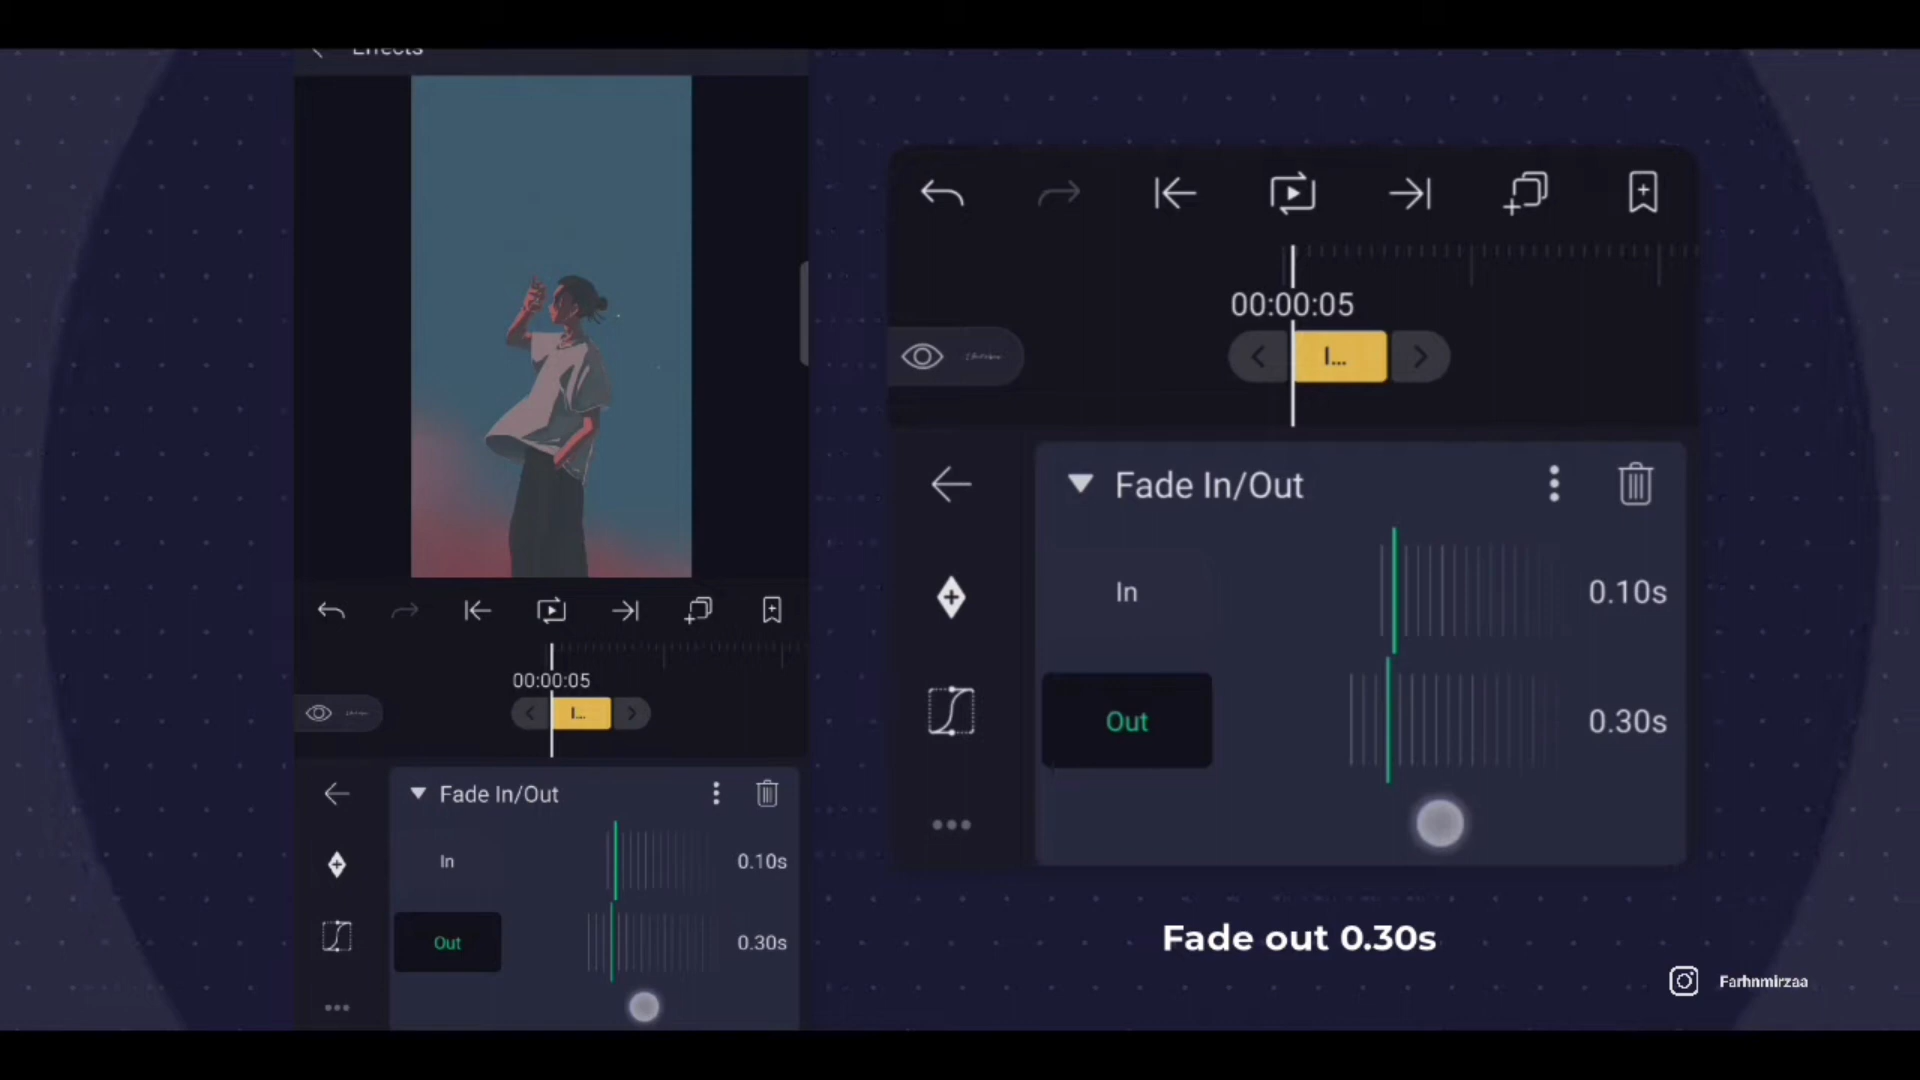 Effects
00:00:05
I...
Fade In/Out
In
0.10s
Out
0.30s
00:00:05
I...
Fade In/Out
In
0.10s
Out
0.30s
Fade out 0.30s
Farhnmirzaa